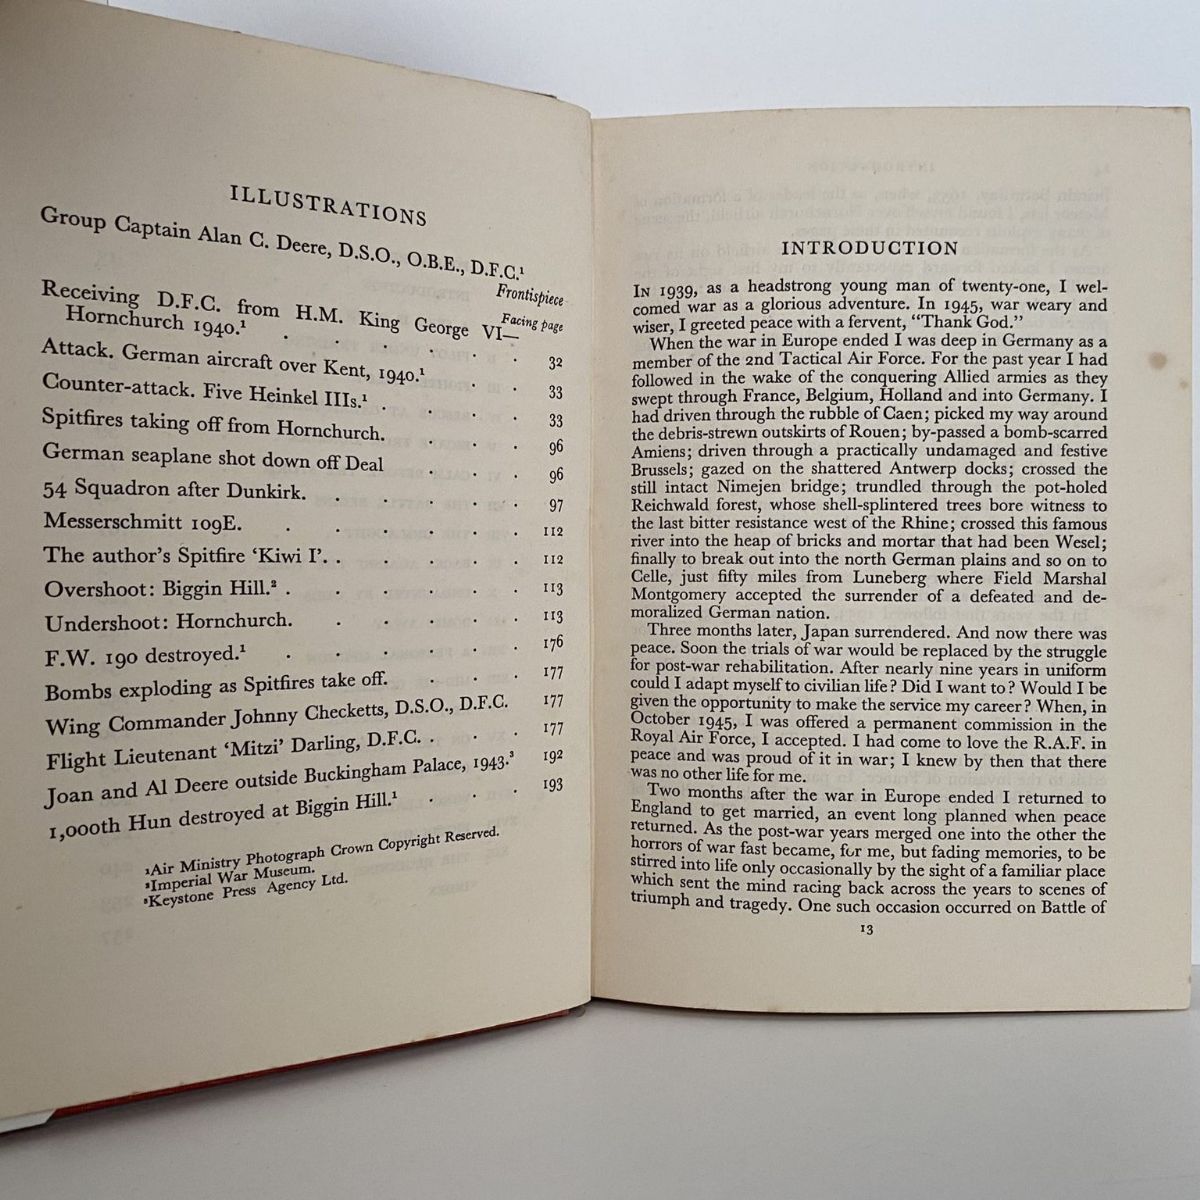 ILLUSTRATIONS
Group Captain Alan C. Deere, D.S.O., O.B.E., D.F.C.¹
Frontispiece
Facing page
Receiving D.F.C. from H.M. King George VI—
Hornchurch 1940.¹ . . . . . . 32
Attack. German aircraft over Kent, 1940.¹ . . 33
Counter-attack. Five Heinkel IIIs.¹ . . . . 33
Spitfires taking off from Hornchurch. . . . 96
German seaplane shot down off Deal . . . 96
54 Squadron after Dunkirk. . . . . . 97
Messerschmitt 109E. . . . . . . 112
The author's Spitfire 'Kiwi I'. . . . . . 112
Overshoot: Biggin Hill.² . . . . . . 113
Undershoot: Hornchurch. . . . . . 113
F.W. 190 destroyed.¹ . . . . . . 176
Bombs exploding as Spitfires take off. . . . 177
Wing Commander Johnny Checketts, D.S.O., D.F.C. 177
Flight Lieutenant 'Mitzi' Darling, D.F.C. . . . 177
Joan and Al Deere outside Buckingham Palace, 1943.³ 192
1,000th Hun destroyed at Biggin Hill.¹ . . . 193
¹Air Ministry Photograph Crown Copyright Reserved.
²Imperial War Museum.
³Keystone Press Agency Ltd.
INTRODUCTION
IN 1939, as a headstrong young man of twenty-one, I wel-
comed war as a glorious adventure. In 1945, war weary and
wiser, I greeted peace with a fervent, "Thank God."
When the war in Europe ended I was deep in Germany as a
member of the 2nd Tactical Air Force. For the past year I had
followed in the wake of the conquering Allied armies as they
swept through France, Belgium, Holland and into Germany. I
had driven through the rubble of Caen; picked my way around
the debris-strewn outskirts of Rouen; by-passed a bomb-scarred
Amiens; driven through a practically undamaged and festive
Brussels; gazed on the shattered Antwerp docks; crossed the
still intact Nimejen bridge; trundled through the pot-holed
Reichwald forest, whose shell-splintered trees bore witness to
the last bitter resistance west of the Rhine; crossed this famous
river into the heap of bricks and mortar that had been Wesel;
finally to break out into the north German plains and so on to
Celle, just fifty miles from Luneberg where Field Marshal
Montgomery accepted the surrender of a defeated and de-
moralized German nation.
Three months later, Japan surrendered. And now there was
peace. Soon the trials of war would be replaced by the struggle
for post-war rehabilitation. After nearly nine years in uniform
could I adapt myself to civilian life? Did I want to? Would I be
given the opportunity to make the service my career? When, in
October 1945, I was offered a permanent commission in the
Royal Air Force, I accepted. I had come to love the R.A.F. in
peace and was proud of it in war; I knew by then that there
was no other life for me.
Two months after the war in Europe ended I returned to
England to get married, an event long planned when peace
returned. As the post-war years merged one into the other the
horrors of war fast became, for me, but fading memories, to be
stirred into life only occasionally by the sight of a familiar place
which sent the mind racing back across the years to scenes of
triumph and tragedy. One such occasion occurred on Battle of
13